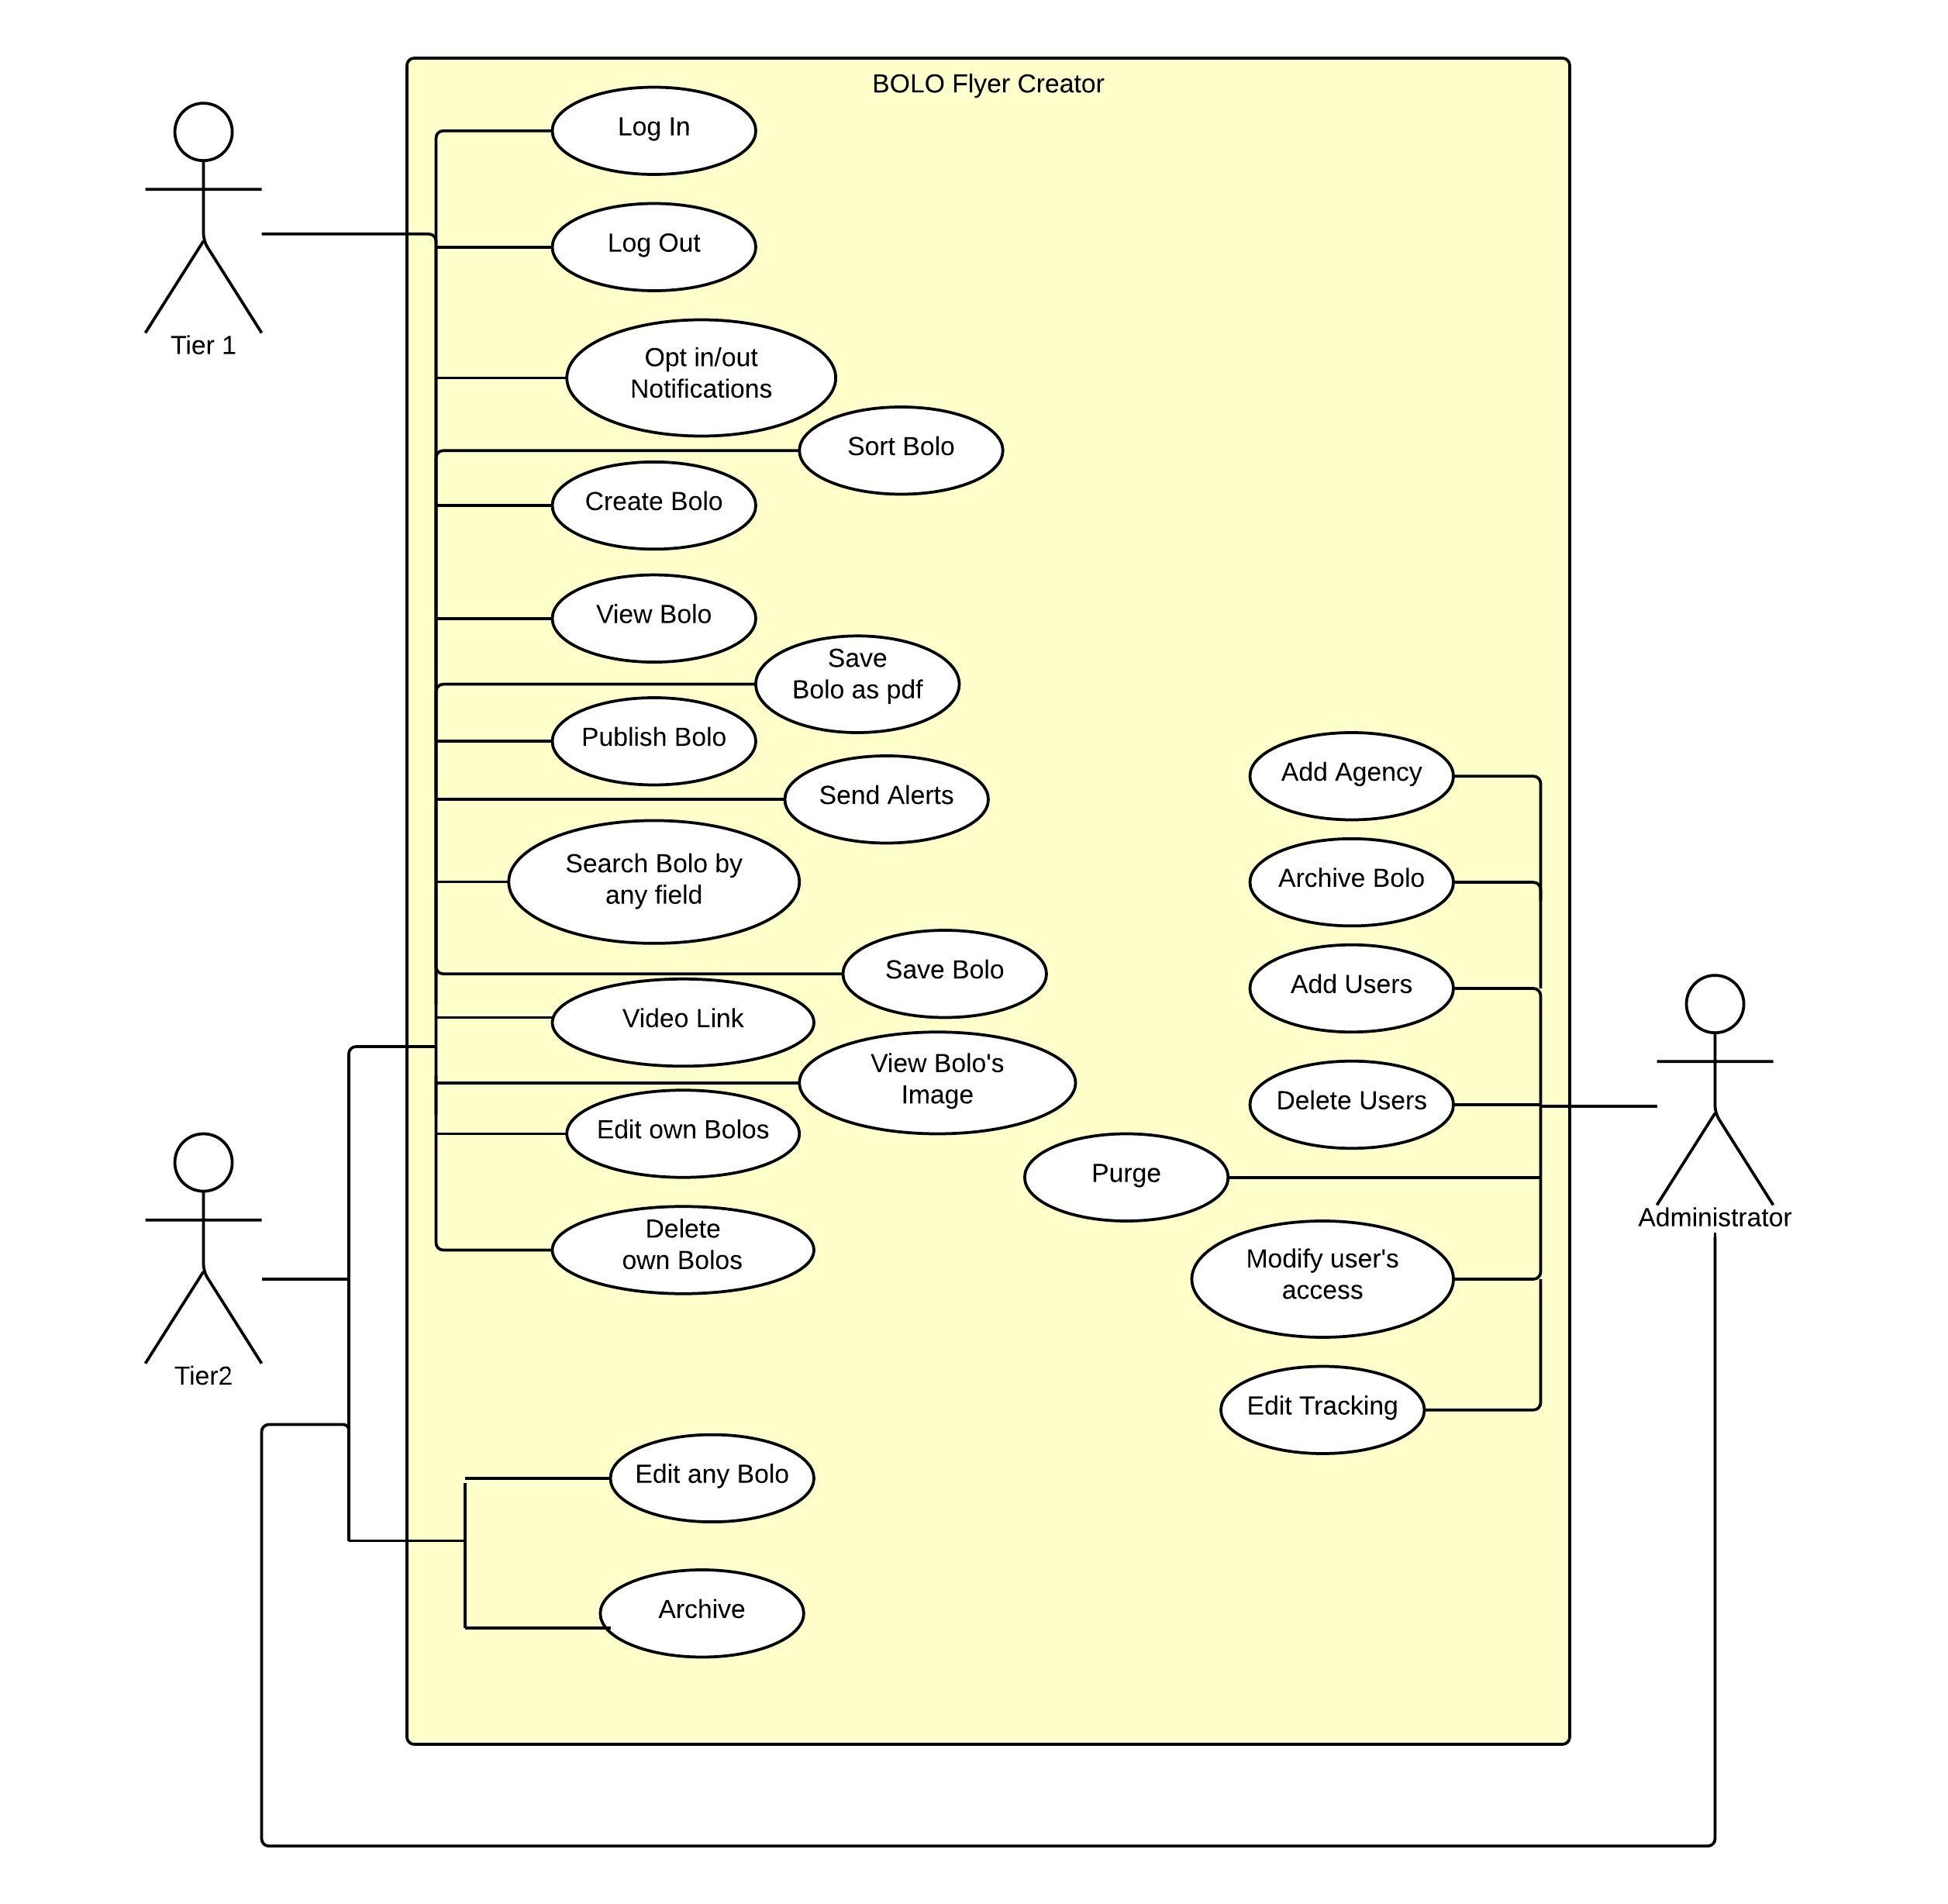 BOLO Flyer Creator
Log In
Log Out
Tier 1
Opt in/out
Notifications
Sort Bolo
Create Bolo
View Bolo
Save
Bolo as pdf
Publish Bolo
Add Agency
Send Alerts
Search Bolo by
any field
Archive Bolo
Save Bolo
Add Users
Video Link
View Bolo's
Image
Delete Users
Edit own Bolos
Purge
Administrator
Delete
own Bolos
Modify user's
access
Tier2
Edit Tracking
Edit any Bolo
Archive